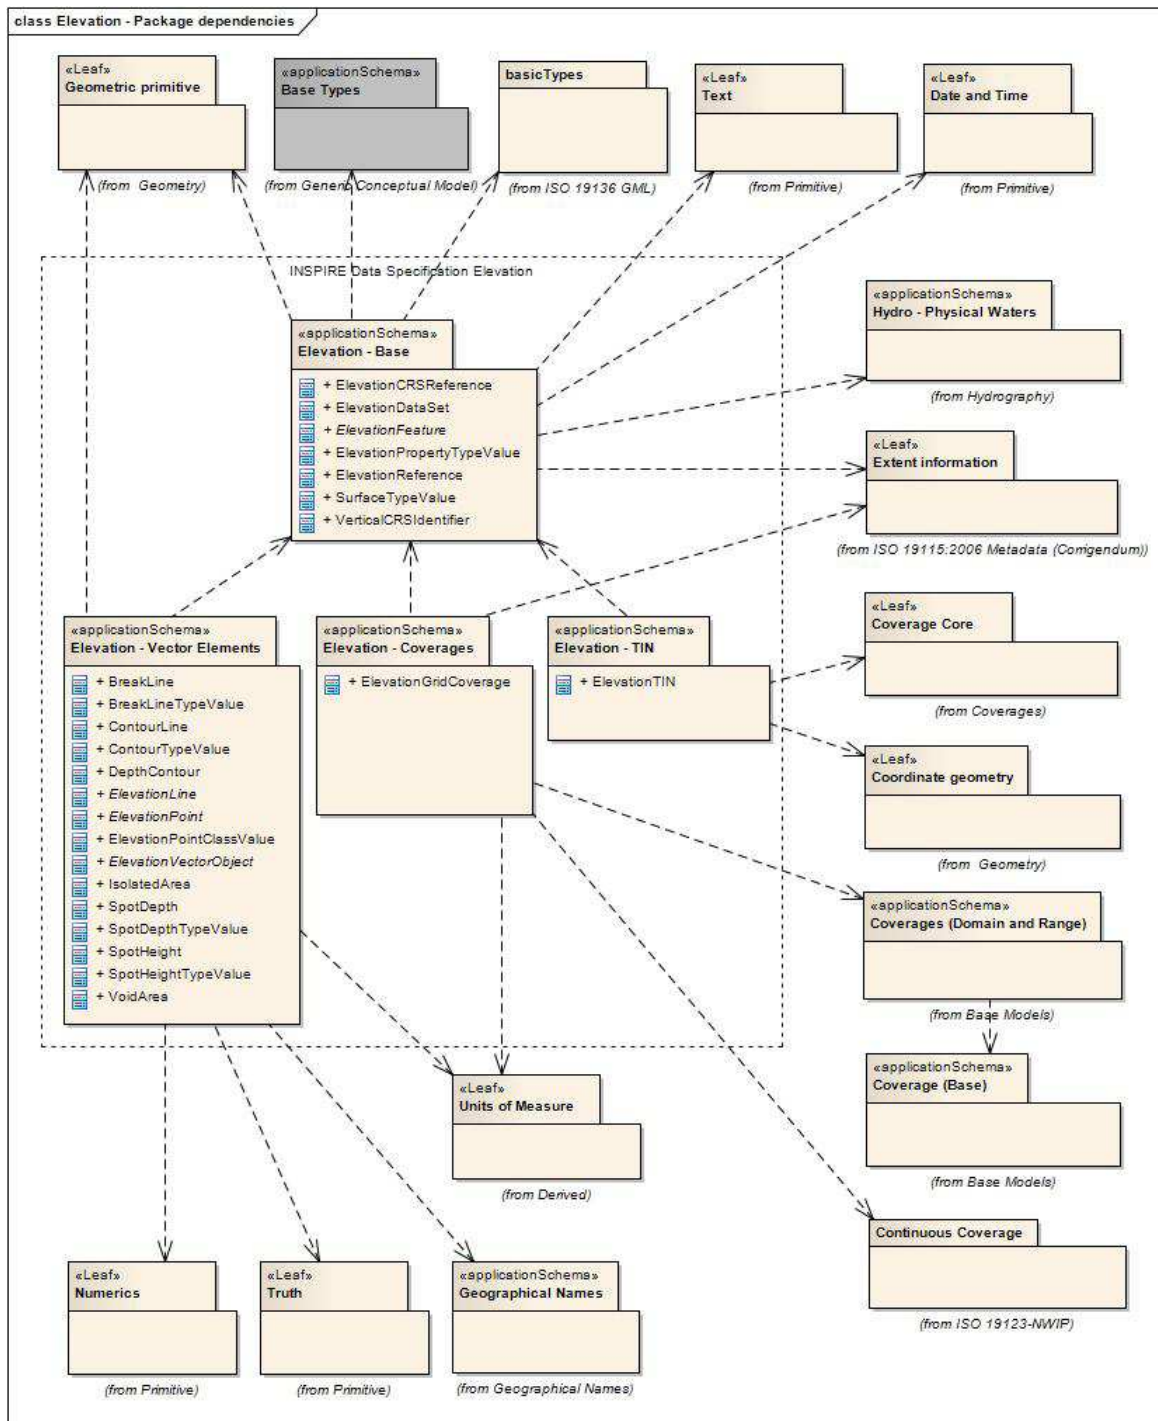 class Elevation - Package dependencies
«Leaf»
Geometric primitive
(from  Geometry)
«applicationSchema»
Base Types
(from Generic Conceptual Model)
basicTypes
(from ISO 19136 GML)
«Leaf»
Text
(from Primitive)
«Leaf»
Date and Time
(from Primitive)
INSPIRE Data Specification Elevation
«applicationSchema»
Elevation - Base
+ ElevationCRSReference
+ ElevationDataSet
+ ElevationFeature
+ ElevationPropertyTypeValue
+ ElevationReference
+ SurfaceTypeValue
+ VerticalCRSIdentifier
«applicationSchema»
Hydro - Physical Waters
(from Hydrography)
«Leaf»
Extent information
(from ISO 19115:2006 Metadata (Corrigendum))
«applicationSchema»
Elevation - Vector Elements
+ BreakLine
+ BreakLineTypeValue
+ ContourLine
+ ContourTypeValue
+ DepthContour
+ ElevationLine
+ ElevationPoint
+ ElevationPointClassValue
+ ElevationVectorObject
+ IsolatedArea
+ SpotDepth
+ SpotDepthTypeValue
+ SpotHeight
+ SpotHeightTypeValue
+ VoidArea
«applicationSchema»
Elevation - Coverages
+ ElevationGridCoverage
«applicationSchema»
Elevation - TIN
+ ElevationTIN
«Leaf»
Coverage Core
(from Coverages)
«Leaf»
Coordinate geometry
(from  Geometry)
«applicationSchema»
Coverages (Domain and Range)
(from Base Models)
«applicationSchema»
Coverage (Base)
(from Base Models)
«Leaf»
Units of Measure
(from Derived)
Continuous Coverage
(from ISO 19123-NWIP)
«Leaf»
Numerics
(from Primitive)
«Leaf»
Truth
(from Primitive)
«applicationSchema»
Geographical Names
(from Geographical Names)